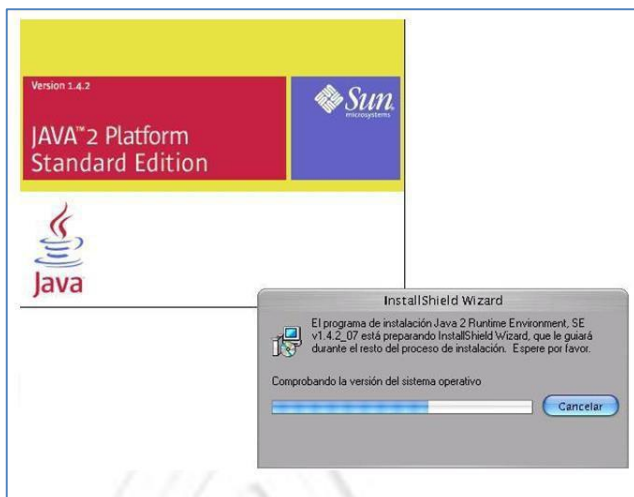 Version 1.4.2
JAVA™ 2 Platform
Standard Edition
Sun
microsystems
Java
InstallShield Wizard
El programa de instalación Java 2 Runtime Environment, SE
v1.4.2_07 está preparando InstallShield Wizard, que le guiará
durante el resto del proceso de instalación. Espere por favor.
Comprobando la versión del sistema operativo
Cancelar